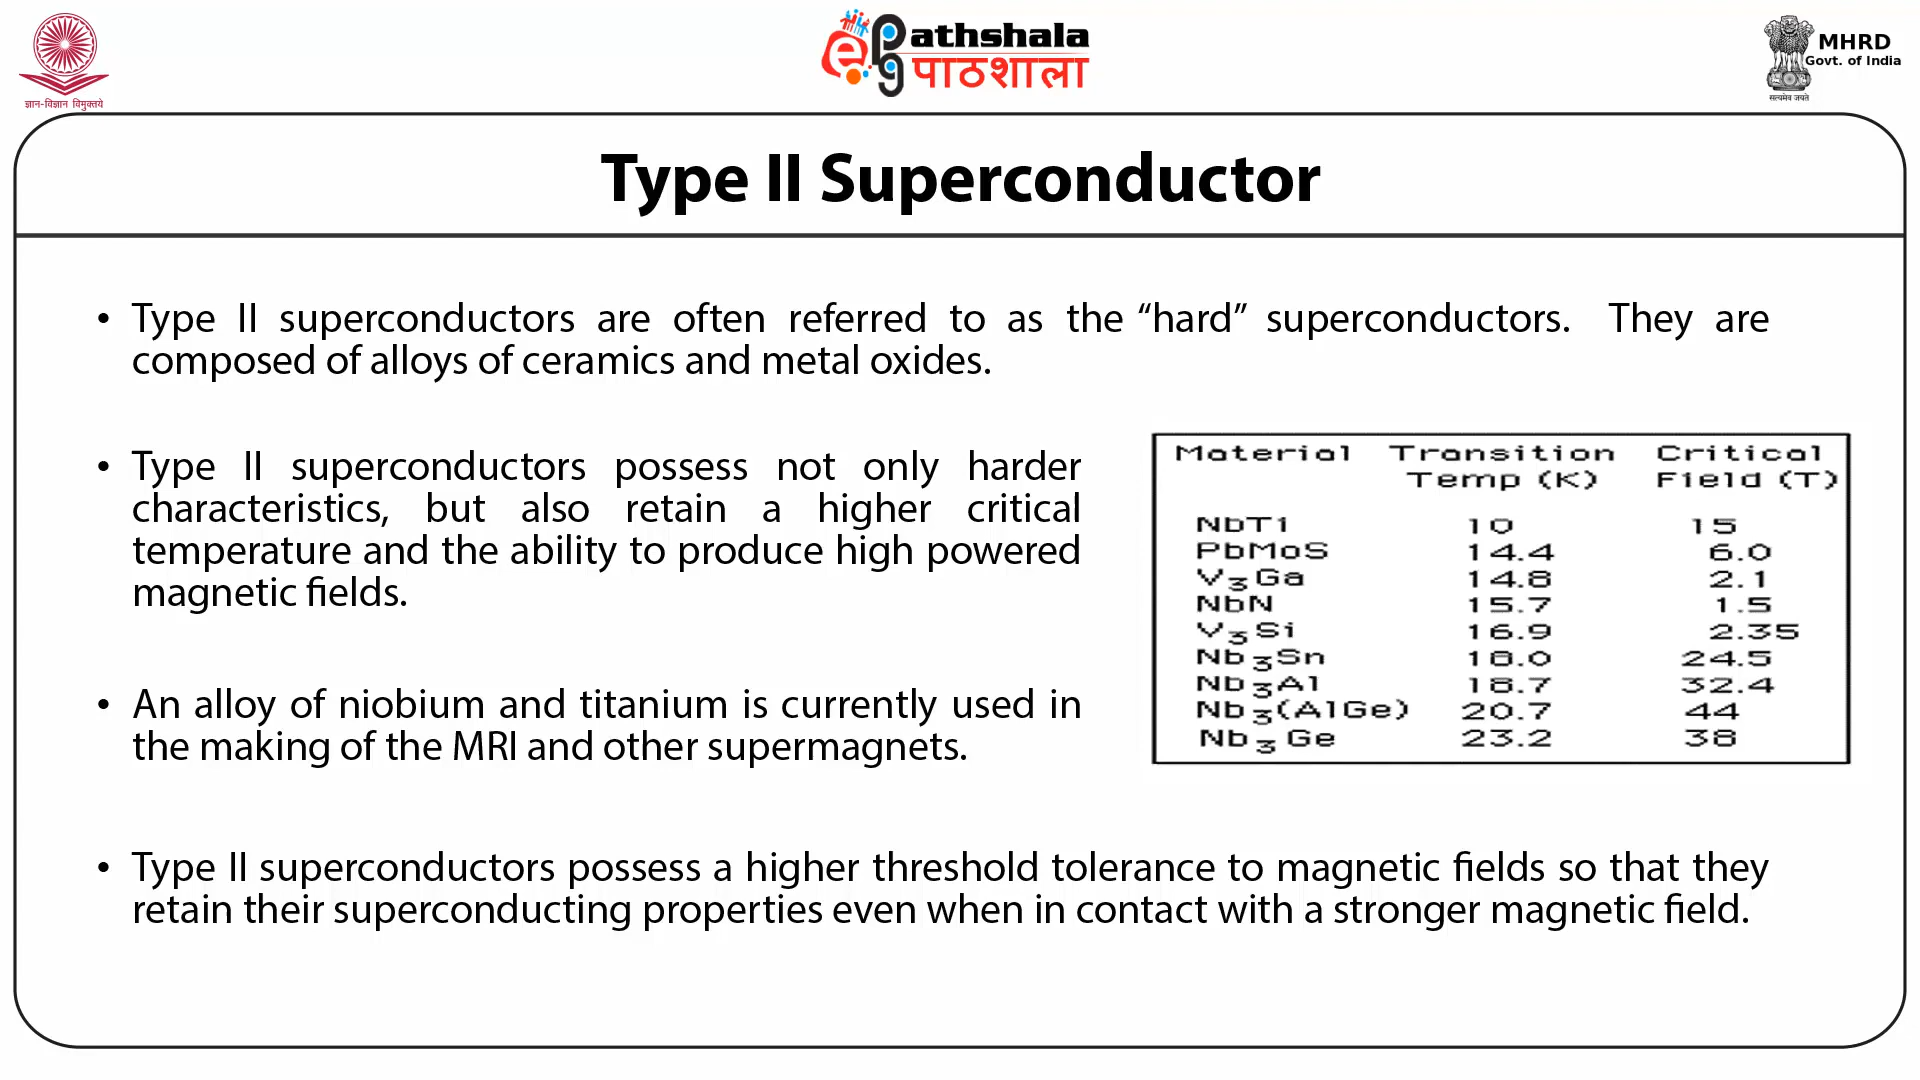 ज्ञान-विज्ञान विमुक्तये
ePathshala
पाठशाला
MHRD
Govt. of India
सत्यमेव जयते
Type II Superconductor
• Type II superconductors are often referred to as the “hard” superconductors. They are
composed of alloys of ceramics and metal oxides.
• Type II superconductors possess not only harder
characteristics, but also retain a higher critical
temperature and the ability to produce high powered
magnetic fields.
• An alloy of niobium and titanium is currently used in
the making of the MRI and other supermagnets.
Material Transition Critical
Temp (K) Field (T)
NbTi 10 15
PbMoS 14.4 6.0
V3Ga 14.8 2.1
NbN 15.7 1.5
V3Si 16.9 2.35
Nb3Sn 18.0 24.5
Nb3Al 18.7 32.4
Nb3(AlGe) 20.7 44
Nb3Ge 23.2 38
• Type II superconductors possess a higher threshold tolerance to magnetic fields so that they
retain their superconducting properties even when in contact with a stronger magnetic field.